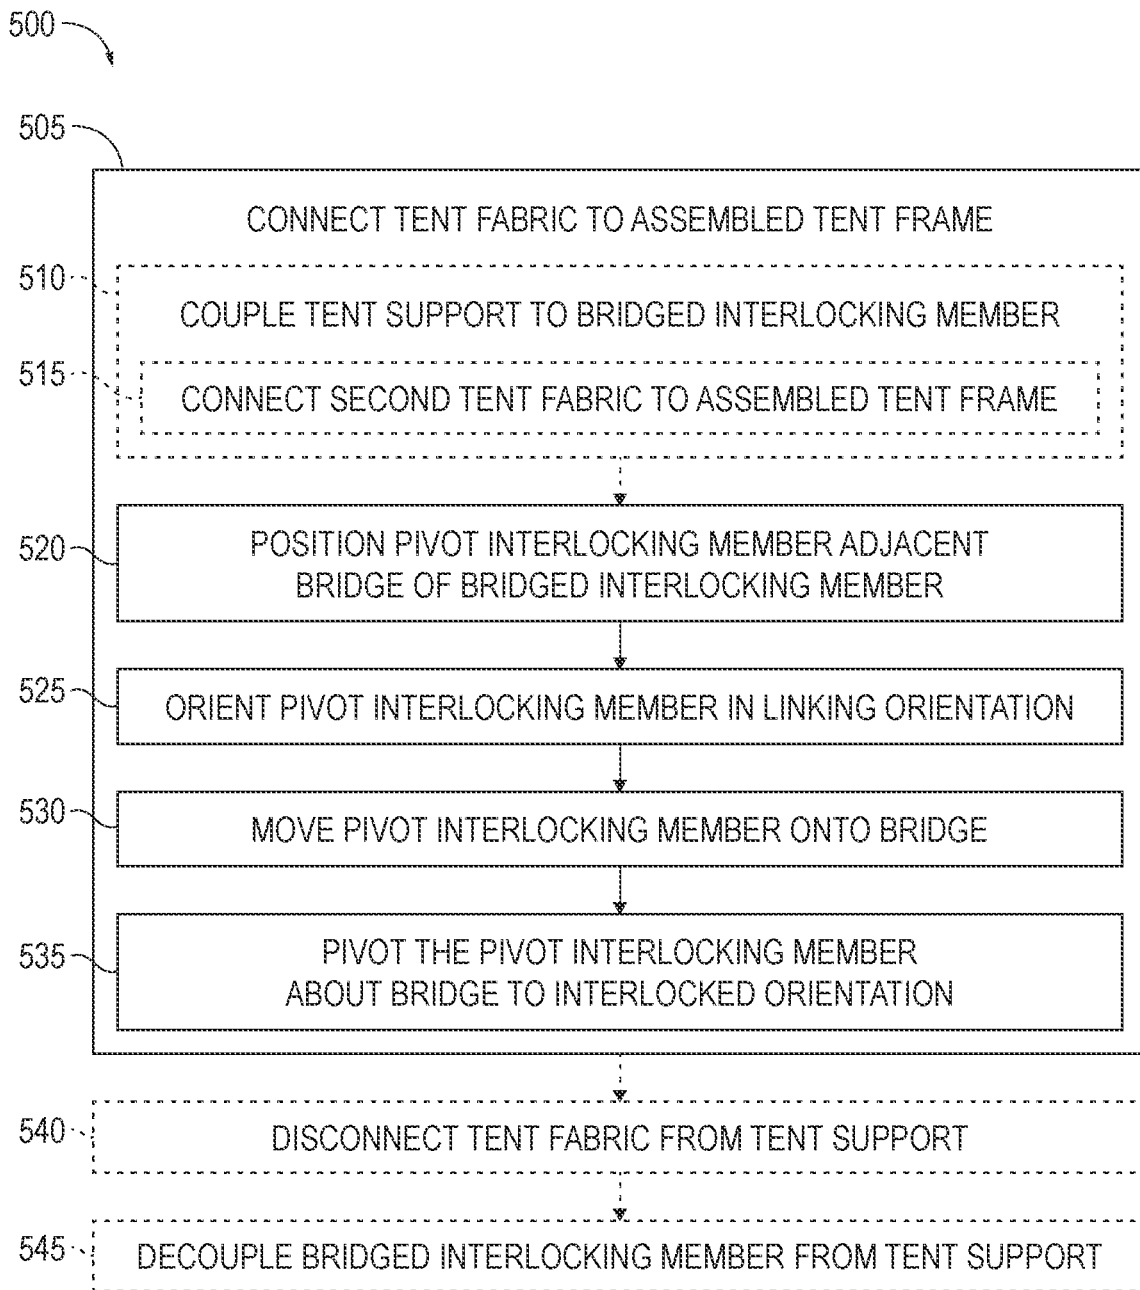 500
505
CONNECT TENT FABRIC TO ASSEMBLED TENT FRAME
510
COUPLE TENT SUPPORT TO BRIDGED INTERLOCKING MEMBER
515
CONNECT SECOND TENT FABRIC TO ASSEMBLED TENT FRAME
520
POSITION PIVOT INTERLOCKING MEMBER ADJACENT
BRIDGE OF BRIDGED INTERLOCKING MEMBER
525
ORIENT PIVOT INTERLOCKING MEMBER IN LINKING ORIENTATION
530
MOVE PIVOT INTERLOCKING MEMBER ONTO BRIDGE
535
PIVOT THE PIVOT INTERLOCKING MEMBER
ABOUT BRIDGE TO INTERLOCKED ORIENTATION
540
DISCONNECT TENT FABRIC FROM TENT SUPPORT
545
DECOUPLE BRIDGED INTERLOCKING MEMBER FROM TENT SUPPORT